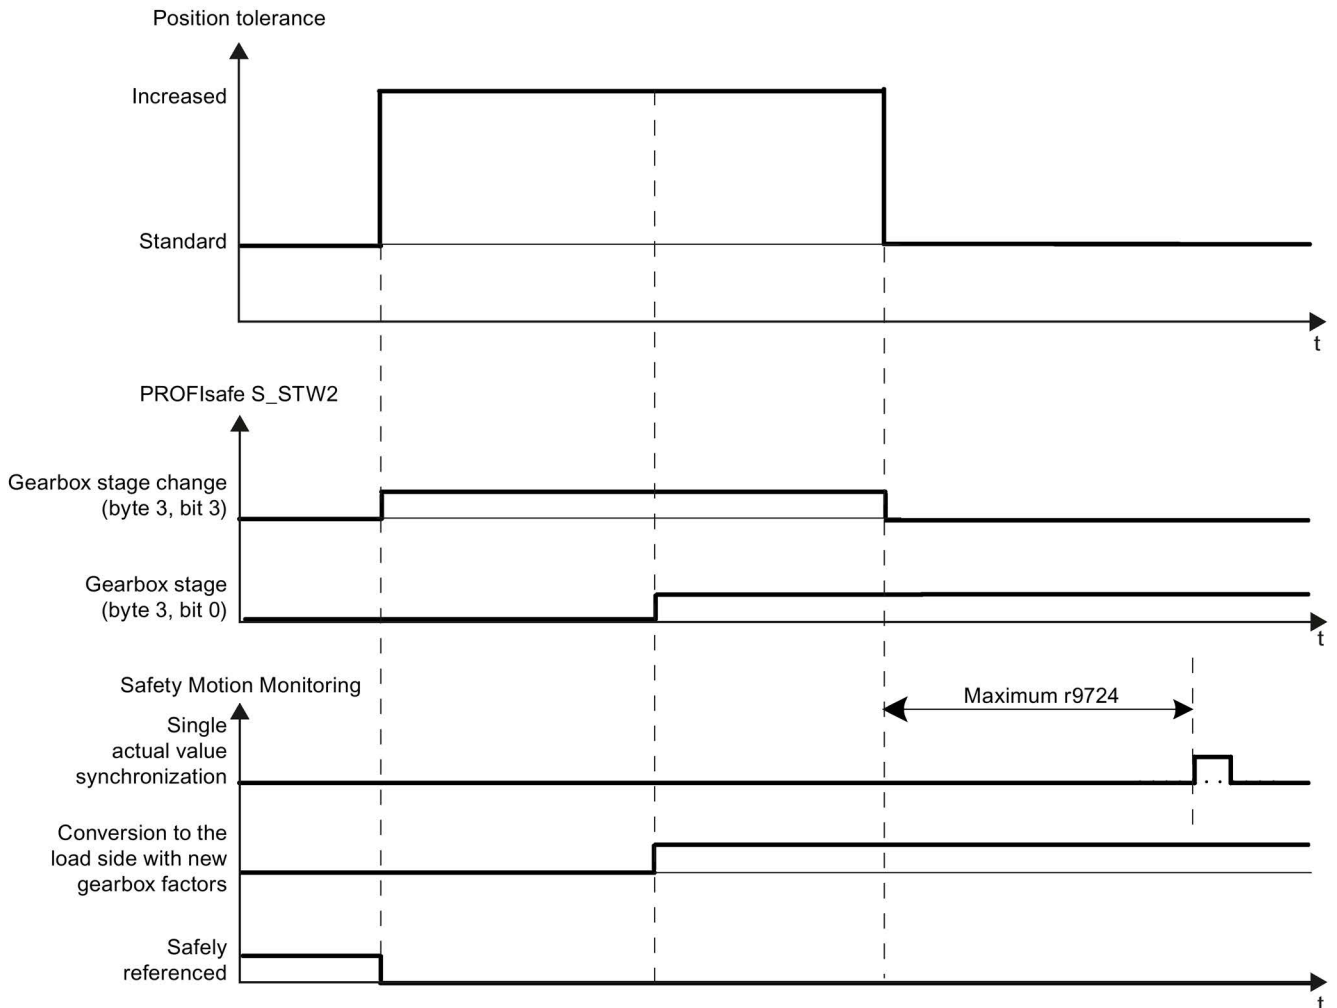 Position tolerance
Increased
Standard
t
PROFIsafe S_STW2
Gearbox stage change
(byte 3, bit 3)
Gearbox stage
(byte 3, bit 0)
t
Safety Motion Monitoring
Maximum r9724
Single
actual value
synchronization
Conversion to the
load side with new
gearbox factors
Safely
referenced
t